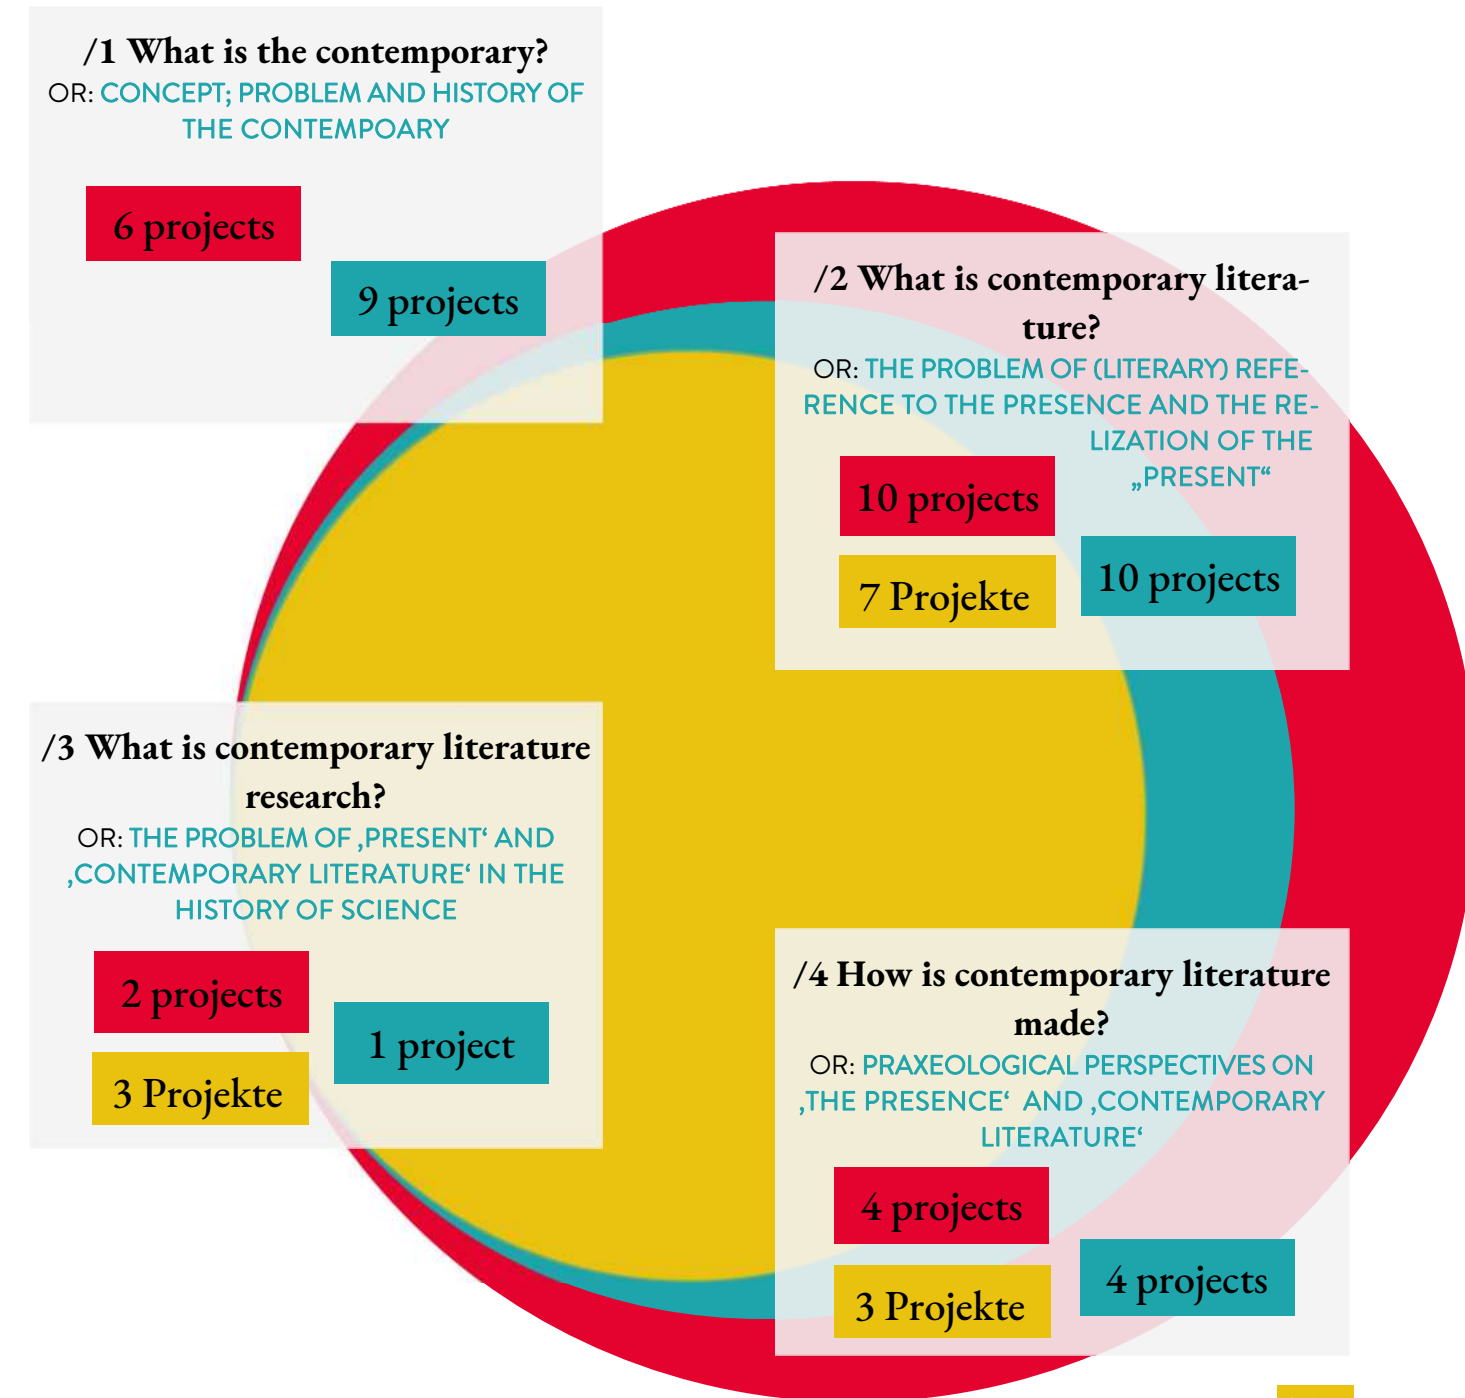 /1 What is the contemporary?
OR: CONCEPT; PROBLEM AND HISTORY OF
THE CONTEMPOARY
6 projects
9 projects
/2 What is contemporary litera-
ture?
OR: THE PROBLEM OF (LITERARY) REFE-
RENCE TO THE PRESENCE AND THE RE-
LIZATION OF THE
„PRESENT“
10 projects
10 projects
7 Projekte
/3 What is contemporary literature
research?
OR: THE PROBLEM OF ‚PRESENT‘ AND
‚CONTEMPORARY LITERATURE‘ IN THE
HISTORY OF SCIENCE
2 projects
1 project
3 Projekte
/4 How is contemporary literature
made?
OR: PRAXEOLOGICAL PERSPECTIVES ON
‚THE PRESENCE‘ AND ‚CONTEMPORARY
LITERATURE‘
4 projects
4 projects
3 Projekte